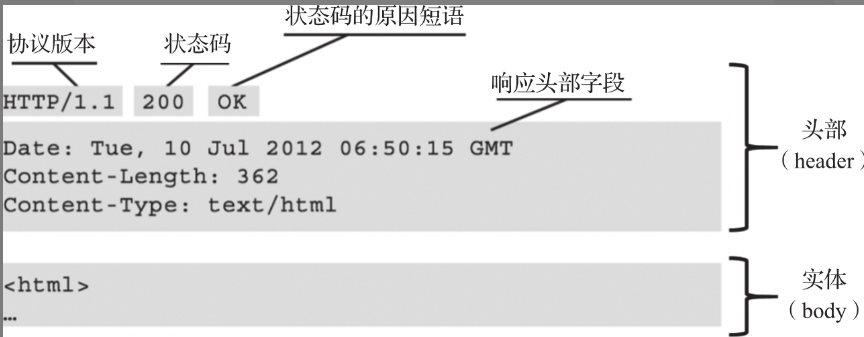 状态码的原因短语
协议版本
状态码
HTTP/1.1 200 OK
响应头部字段
Date: Tue, 10 Jul 2012 06:50:15 GMT
Content-Length: 362
Content-Type: text/html
头部
（header）
<html>
…
实体
（body）